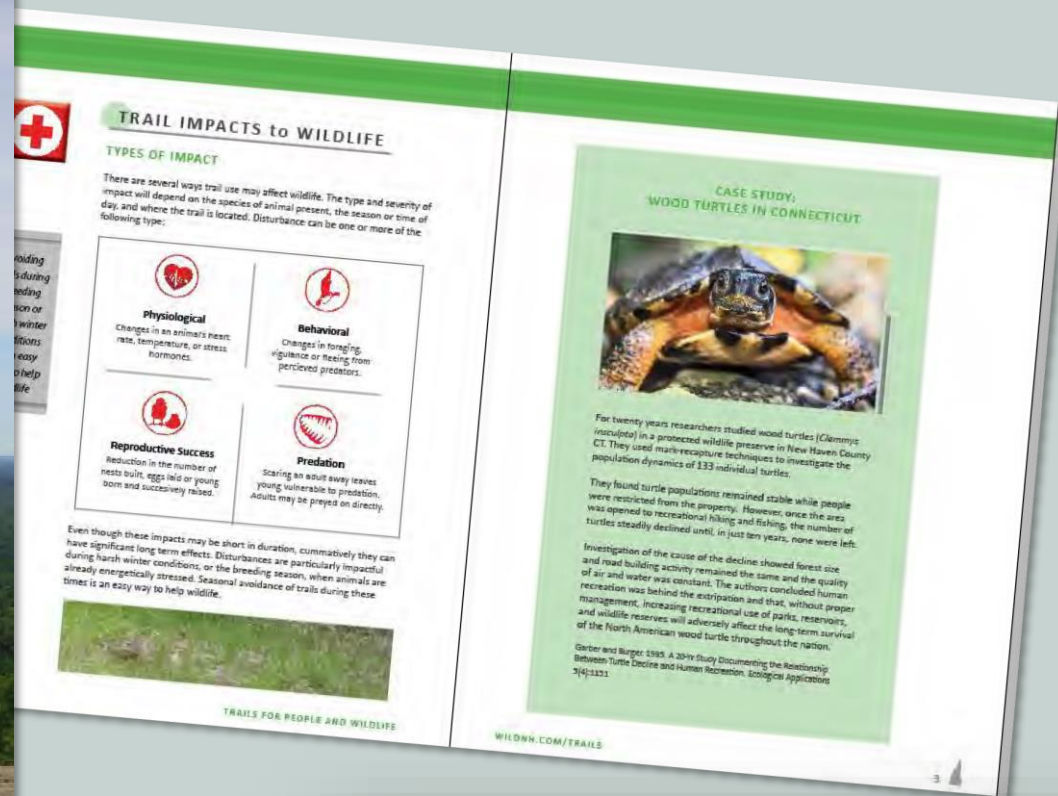 voiding
s during
eeding
son or
winter
itions
easy
o help
dlife
TRAIL IMPACTS to WILDLIFE
TYPES OF IMPACT
There are several ways trail use may affect wildlife. The type and severity of
impact will depend on the species of animal present, the season or time of
day, and where the trail is located. Disturbance can be one or more of the
following type:
Physiological
Changes in an animal's heart
rate, temperature, or stress
hormones.
Behavioral
Changes in foraging,
vigulance or fleeing from
percieved predators.
Reproductive Success
Reduction in the number of
nests built, eggs laid or young
born and succesively raised.
Predation
Scaring an adult away leaves
young vulnerable to predation.
Adults may be preyed on directly.
Even though these impacts may be short in duration, cummatively they can
have significant long term effects. Disturbances are particularly impactful
during harsh winter conditions, or the breeding season, when animals are
already energetically stressed. Seasonal avoidance of trails during these
times is an easy way to help wildlife.
TRAILS FOR PEOPLE AND WILDLIFE
CASE STUDY:
WOOD TURTLES IN CONNECTICUT
For twenty years researchers studied wood turtles (Clemmys
insculpta) in a protected wildlife preserve in New Haven County
CT. They used mark-recapture techniques to investigate the
population dynamics of 133 individual turtles.
They found turtle populations remained stable while people
were restricted from the property. However, once the area
was opened to recreational hiking and fishing, the number of
turtles steadily declined until, in just ten years, none were left.
Investigation of the cause of the decline showed forest size
and road building activity remained the same and the quality
of air and water was constant. The authors concluded human
recreation was behind the extirpation and that, without proper
management, increasing recreational use of parks, reservoirs,
and wildlife reserves will adversely affect the long-term survival
of the North American wood turtle throughout the nation.
Garber and Burger. 1995. A 20-Yr Study Documenting the Relationship
Between Turtle Decline and Human Recreation. Ecological Applications
5(4):1151
WILDNH.COM/TRAILS
3